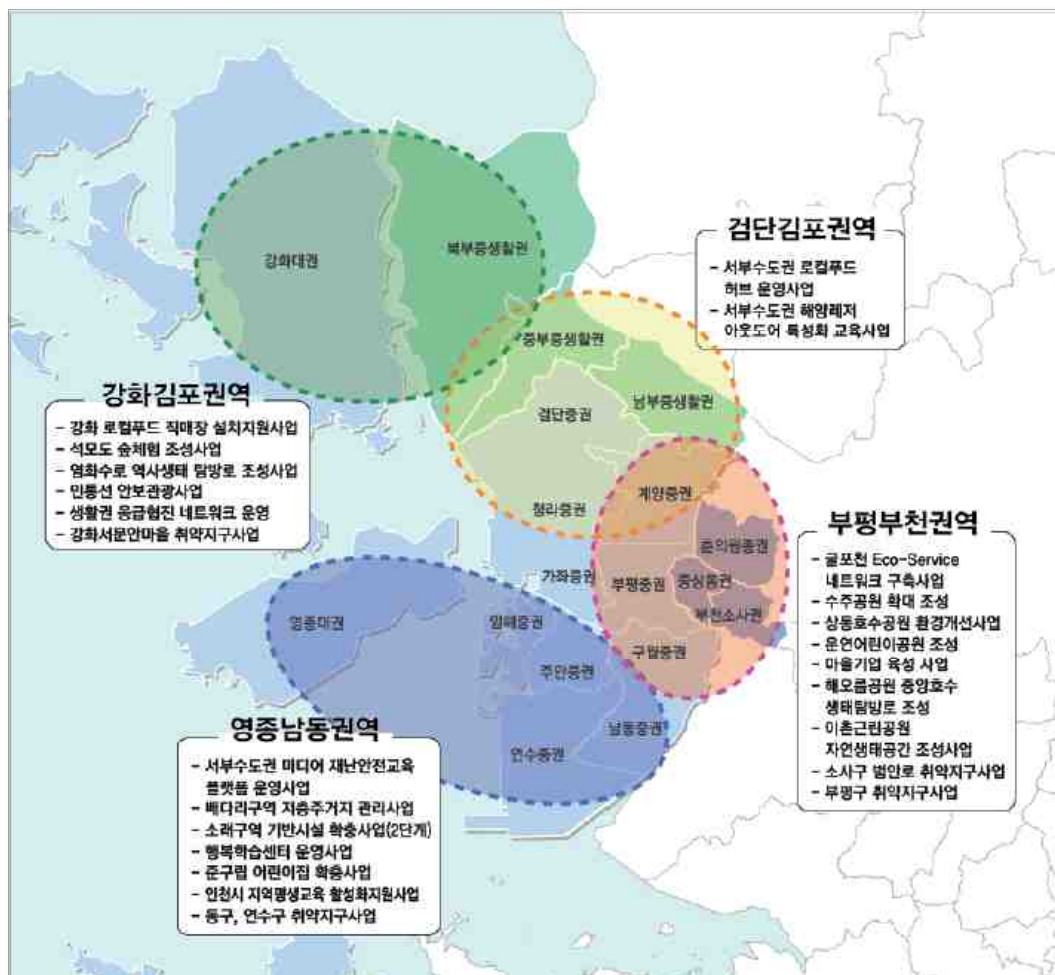 강화대권
북부중생활권
중부중생활권
남부중생활권
검단중권
계양중권
청라중권
가좌중권
부평중권
중상중권
부천소사권
구월중권
영종대권
임해중권
주안중권
남동중권
연수중권
검단김포권역
- 서부수도권 로컬푸드
허브 운영사업
- 서부수도권 해양레저
아웃도어 특성화 교육사업
강화김포권역
- 강화 로컬푸드 직매장 설치지원사업
- 석모도 숲체험 조성사업
- 염화수로 역사생태 탐방로 조성사업
- 민통선 안보관광사업
- 생활권 응급협진 네트워크 운영
- 강화서문안마을 취약지구사업
부평부천권역
- 굴포천 Eco-Service
네트워크 구축사업
- 수주공원 확대 조성
- 상동호수공원 환경개선사업
- 운연어린이공원 조성
- 마을기업 육성 사업
- 해오름공원 중앙호수
생태탐방로 조성
- 이촌근린공원
자연생태공간 조성사업
- 소사구 범안로 취약지구사업
- 부평구 취약지구사업
영종남동권역
- 서부수도권 미디어 재난안전교육
플랫폼 운영사업
- 배다리구역 저층주거지 관리사업
- 소래구역 기반시설 확충사업(2단계)
- 행복학습센터 운영사업
- 준구립 어린이집 확충사업
- 인천시 지역평생교육 활성화지원사업
- 동구, 연수구 취약지구사업